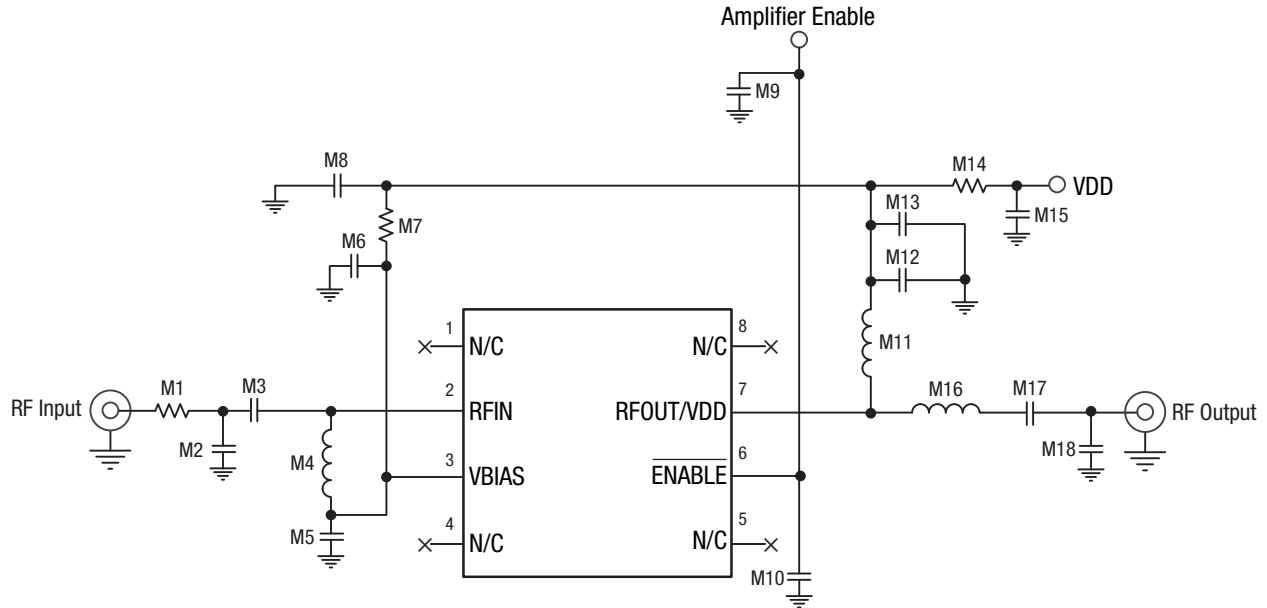 Amplifier Enable
M9
M8
M14
VDD
M7
M13
M15
M6
M12
1
N/C
8
N/C
M11
RF Input
M1
M3
2
RFIN
7
RFOUT/VDD
M16
M17
RF Output
M2
M4
3
VBIAS
6
ENABLE
M18
M5
4
N/C
5
N/C
M10